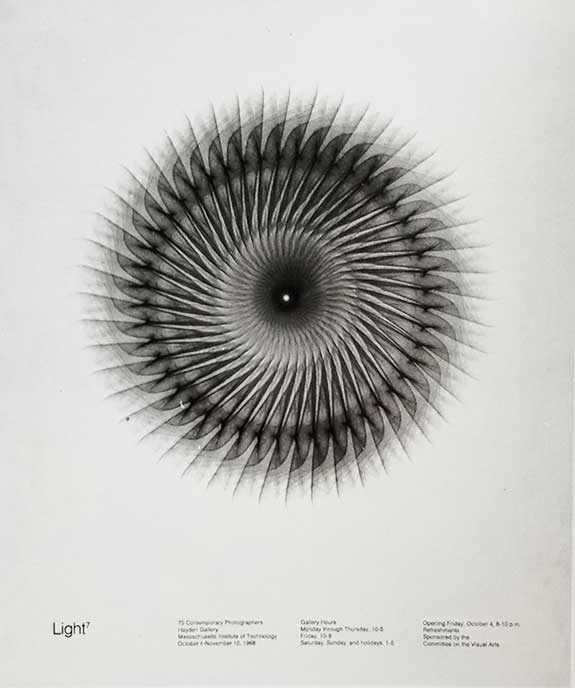 Light⁷
75 Contemporary Photographers
Hayden Gallery
Massachusetts Institute of Technology
October 4-November 10, 1968
Gallery Hours
Monday through Thursday, 10-5
Friday, 10-9
Saturday, Sunday, and holidays, 1-5
Opening Friday, October 4, 8-10 p.m.
Refreshments
Sponsored by the
Committee on the Visual Arts